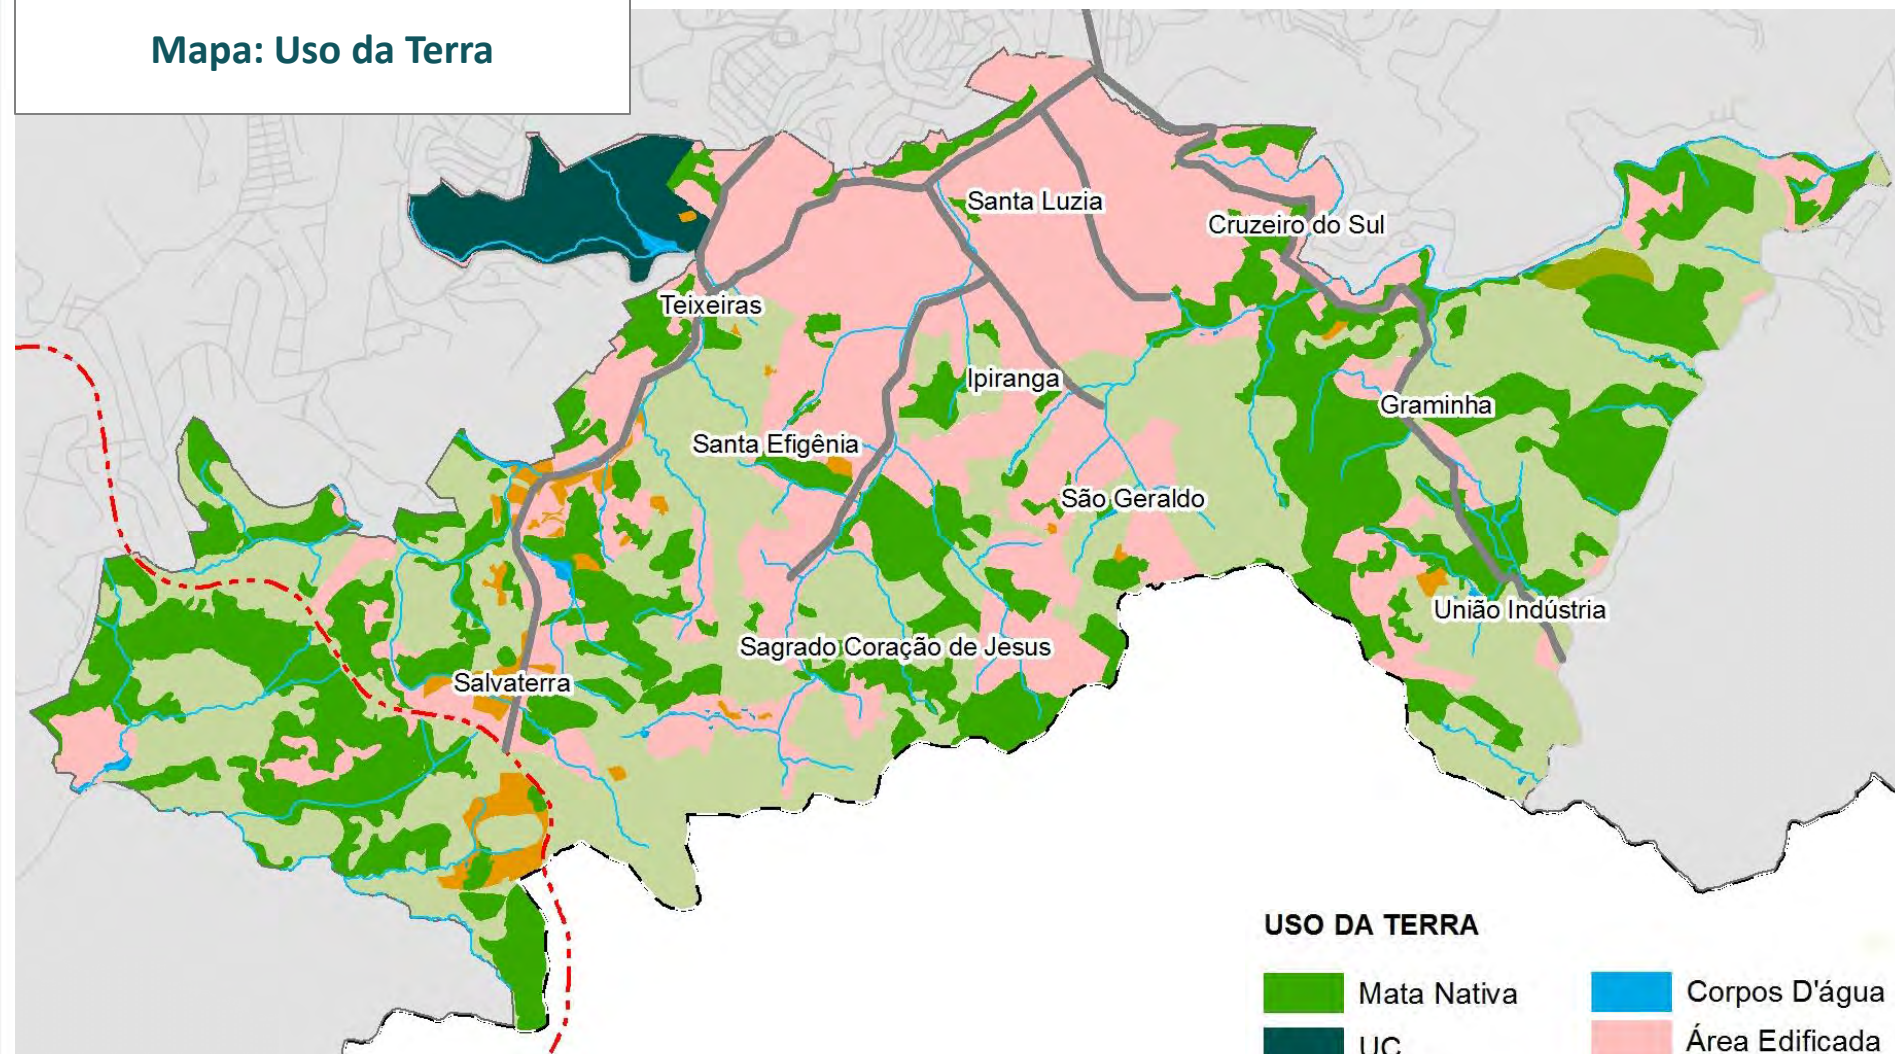 Mapa: Uso da Terra
Santa Luzia
Cruzeiro do Sul
Teixeiras
Ipiranga
Graminha
Santa Efigênia
São Geraldo
União Indústria
Sagrado Coração de Jesus
Salvaterra
USO DA TERRA
Mata Nativa
Corpos D'água
UC
Área Edificada